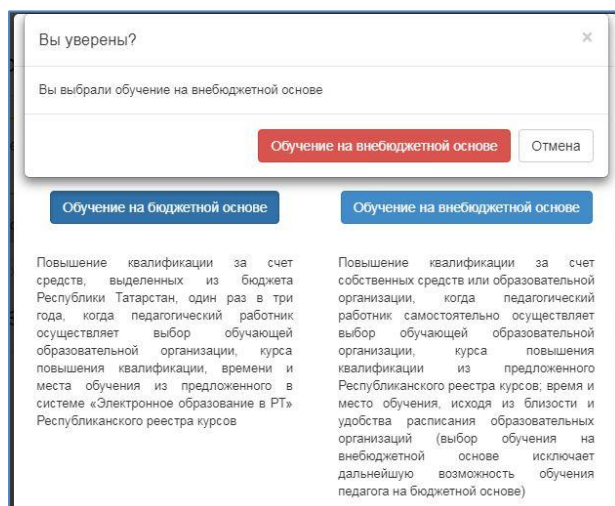 Вы уверены?
×
Вы выбрали обучение на внебюджетной основе
Обучение на внебюджетной основе
Отмена
Обучение на бюджетной основе
Повышение квалификации за счет
средств, выделенных из бюджета
Республики Татарстан, один раз в три
года, когда педагогический работник
осуществляет выбор обучающей
образовательной организации, курса
повышения квалификации, времени и
места обучения из предложенного в
системе «Электронное образование в РТ»
Республиканского реестра курсов
Обучение на внебюджетной основе
Повышение квалификации за счет
собственных средств или образовательной
организации, когда педагогический
работник самостоятельно осуществляет
выбор обучающей образовательной
организации, курса повышения
квалификации из предложенного
Республиканского реестра курсов; время и
место обучения, исходя из близости и
удобства расписания образовательных
организаций (выбор обучения на
внебюджетной основе исключает
дальнейшую возможность обучения
педагога на бюджетной основе)